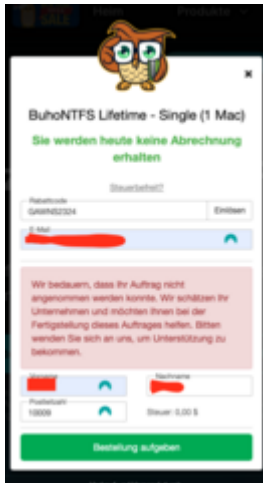 Home Produkte
×
BuhoNTFS Lifetime - Single (1 Mac)
Sie werden heute keine Abrechnung
erhalten
Steuerbefreit?
Rabattcode
Einlösen
E-Mail
Wir bedauern, dass Ihr Auftrag nicht
angenommen werden konnte. Wir schätzen Ihr
Unternehmen und möchten Ihnen bei der
Fertigstellung dieses Auftrages helfen. Bitten
wenden Sie sich an uns, um Unterstützung zu
bekommen.
Nachname
Postleitzahl
10009
Steuer: 0,00 $
Bestellung aufgeben